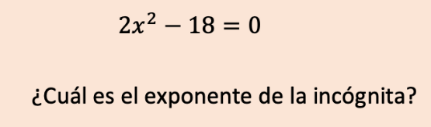 2x² − 18 = 0
¿Cuál es el exponente de la incógnita?